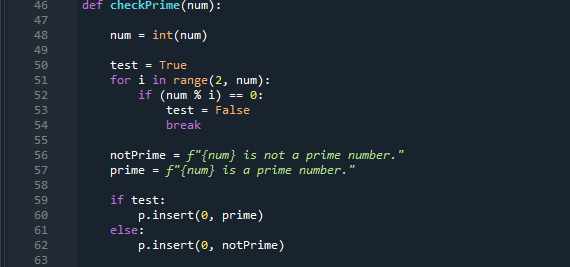 46 def checkPrime(num):
47
48 num = int(num)
49
50 test = True
51 for i in range(2, num):
52 if (num % i) == 0:
53 test = False
54 break
55
56 notPrime = f"{num} is not a prime number."
57 prime = f"{num} is a prime number."
58
59 if test:
60 p.insert(0, prime)
61 else:
62 p.insert(0, notPrime)
63